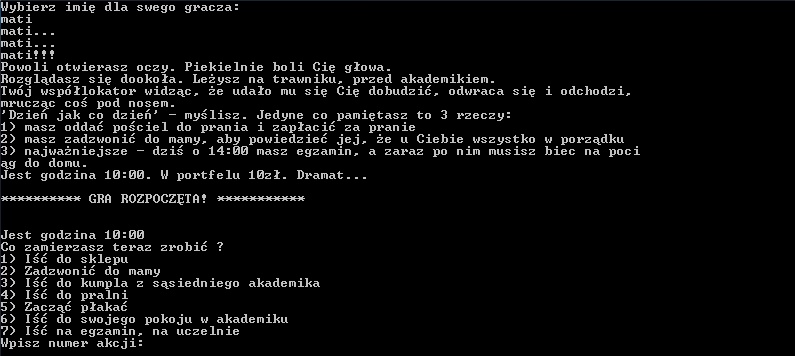 Wybierz imię dla swego gracza:
mati
mati...
mati...
mati!!!
Powoli otwierasz oczy. Piekielnie boli Cię głowa.
Rozglądasz się dookoła. Leżysz na trawniku, przed akademikiem.
Twój współlokator widząc, że udało mu się Cię dobudzić, odwraca się i odchodzi,
mrucząc coś pod nosem.
'Dzień jak co dzień' - myślisz. Jedyne co pamiętasz to 3 rzeczy:
1) masz oddać pościel do prania i zapłacić za pranie
2) masz zadzwonić do mamy, aby powiedzieć jej, że u Ciebie wszystko w porządku
3) najważniejsze - dziś o 14:00 masz egzamin, a zaraz po nim musisz biec na poci
ąg do domu.
Jest godzina 10:00. W portfelu 10zł. Dramat...
********** GRA ROZPOCZĘTA! ***********
Jest godzina 10:00
Co zamierzasz teraz zrobić ?
1) Iść do sklepu
2) Zadzwonić do mamy
3) Iść do kumpla z sąsiedniego akademika
4) Iść do pralni
5) Zacząć płakać
6) Iść do swojego pokoju w akademiku
7) Iść na egzamin, na uczelnie
Wpisz numer akcji: